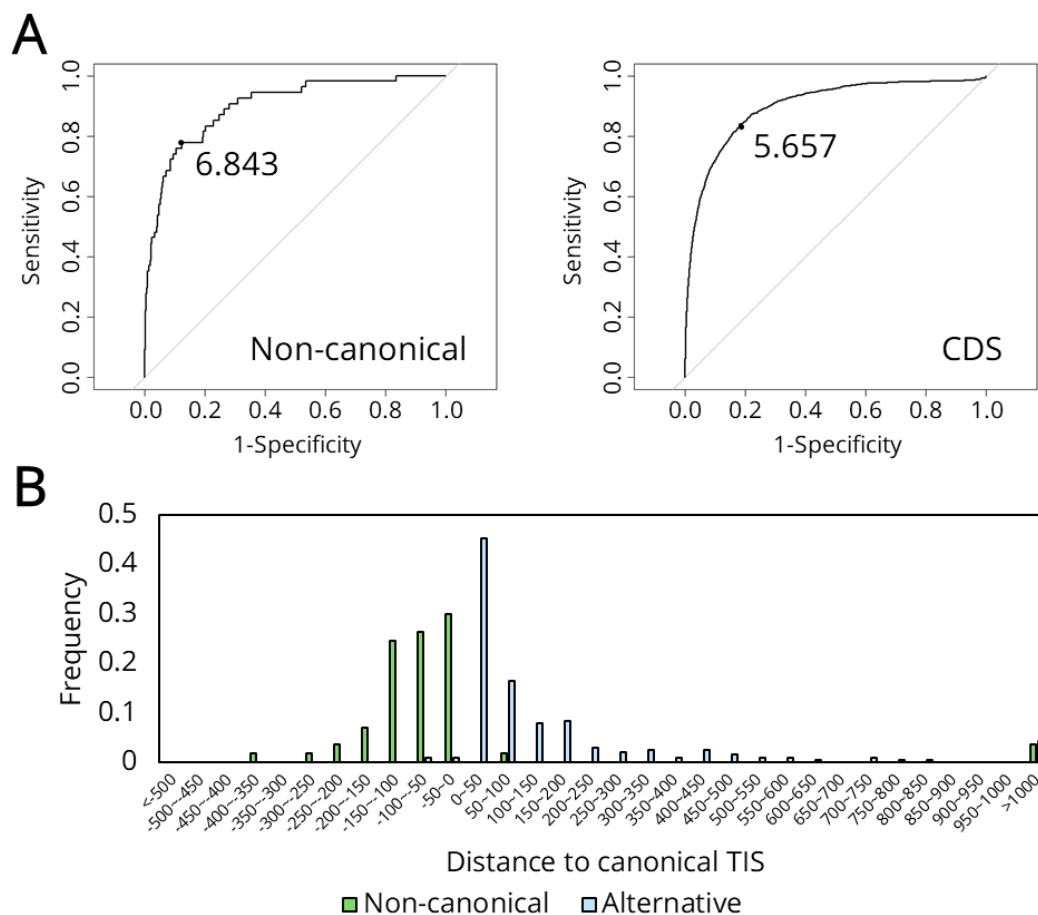 A
Sensitivity
0.0 0.2 0.4 0.6 0.8 1.0
6.843
Non-canonical
0.0 0.2 0.4 0.6 0.8 1.0
1-Specificity
Sensitivity
0.0 0.2 0.4 0.6 0.8 1.0
5.657
CDS
0.0 0.2 0.4 0.6 0.8 1.0
1-Specificity
B
Frequency
0.5
0.4
0.3
0.2
0.1
0
<-500
-500--450
-450--400
-400--350
-350--300
-300--250
-250--200
-200--150
-150--100
-100--50
-50-0
0-50
50-100
100-150
150-200
200-250
250-300
300-350
350-400
400-450
450-500
500-550
550-600
600-650
650-700
700-750
750-800
800-850
850-900
900-950
950-1000
>1000
Distance to canonical TIS
Non-canonical Alternative